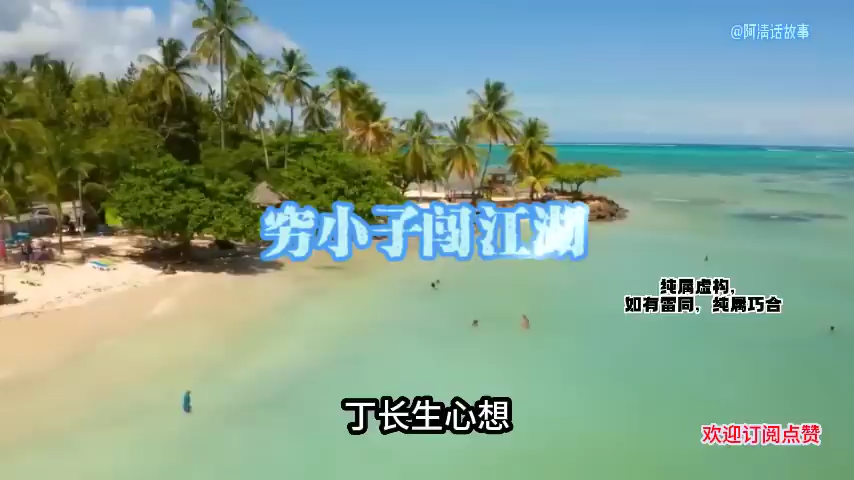 @阿清话故事
穷小子闯江湖
纯属虚构，
如有雷同，纯属巧合
丁长生心想
欢迎订阅点赞